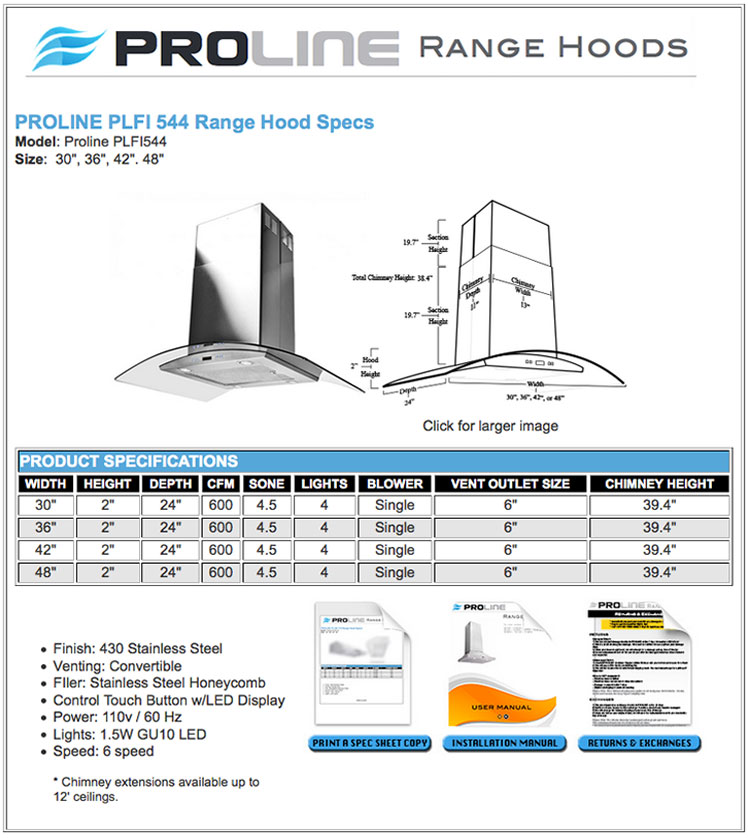 PROLINE RANGE HOODS
PROLINE PLFI 544 Range Hood Specs
Model: Proline PLFI544
Size: 30", 36", 42". 48"
19.7" Section Height
Total Chimney Height: 38.4"
Chimney Depth 11"
Chimney Width 13"
19.7" Section Height
2" Hood Height
Depth 24"
Width
30", 36", 42", or 48"
Click for larger image
PRODUCT SPECIFICATIONS
WIDTH HEIGHT DEPTH CFM SONE LIGHTS BLOWER VENT OUTLET SIZE CHIMNEY HEIGHT
30" 2" 24" 600 4.5 4 Single 6" 39.4"
36" 2" 24" 600 4.5 4 Single 6" 39.4"
42" 2" 24" 600 4.5 4 Single 6" 39.4"
48" 2" 24" 600 4.5 4 Single 6" 39.4"
• Finish: 430 Stainless Steel
• Venting: Convertible
• FIler: Stainless Steel Honeycomb
• Control Touch Button w/LED Display
• Power: 110v / 60 Hz
• Lights: 1.5W GU10 LED
• Speed: 6 speed
* Chimney extensions available up to
12' ceilings.
PROLINE RANGE
PRINT A SPEC SHEET COPY
PROLINE RANGE
USER MANUAL
INSTALLATION MANUAL
PROLINE
RETURNS & EXCHANGES